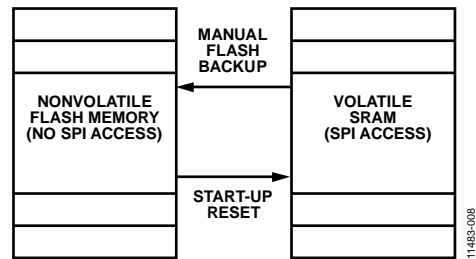 MANUAL
FLASH
BACKUP
NONVOLATILE
FLASH MEMORY
(NO SPI ACCESS)
VOLATILE
SRAM
(SPI ACCESS)
START-UP
RESET
11483-008